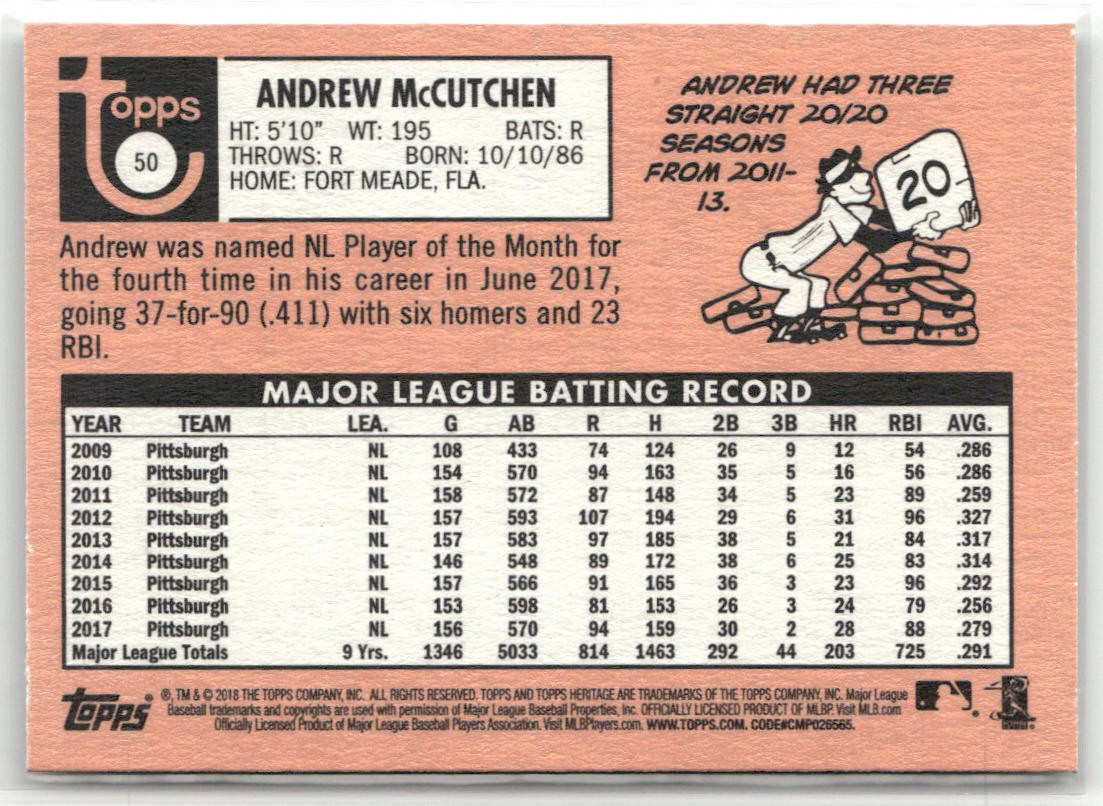 topps
50
ANDREW McCUTCHEN
HT: 5'10" WT: 195 BATS: R
THROWS: R BORN: 10/10/86
HOME: FORT MEADE, FLA.
ANDREW HAD THREE
STRAIGHT 20/20
SEASONS
FROM 2011-
13.
20
Andrew was named NL Player of the Month for
the fourth time in his career in June 2017,
going 37-for-90 (.411) with six homers and 23
RBI.
MAJOR LEAGUE BATTING RECORD
YEAR TEAM LEA. G AB R H 2B 3B HR RBI AVG.
2009 Pittsburgh NL 108 433 74 124 26 9 12 54 .286
2010 Pittsburgh NL 154 570 94 163 35 5 16 56 .286
2011 Pittsburgh NL 158 572 87 148 34 5 23 89 .259
2012 Pittsburgh NL 157 593 107 194 29 6 31 96 .327
2013 Pittsburgh NL 157 583 97 185 38 5 21 84 .317
2014 Pittsburgh NL 146 548 89 172 38 6 25 83 .314
2015 Pittsburgh NL 157 566 91 165 36 3 23 96 .292
2016 Pittsburgh NL 153 598 81 153 26 3 24 79 .256
2017 Pittsburgh NL 156 570 94 159 30 2 28 88 .279
Major League Totals 9 Yrs. 1346 5033 814 1463 292 44 203 725 .291
TOPPS ® ®, TM & © 2018 THE TOPPS COMPANY, INC. ALL RIGHTS RESERVED. TOPPS AND TOPPS HERITAGE ARE TRADEMARKS OF THE TOPPS COMPANY, INC. Major League
Baseball trademarks and copyrights are used with permission of Major League Baseball Properties, Inc. OFFICIALLY LICENSED PRODUCT OF MLBP. Visit MLB.com
Officially Licensed Product of Major League Baseball Players Association. Visit MLBPlayers.com. WWW.TOPPS.COM. CODE#CMP026565.